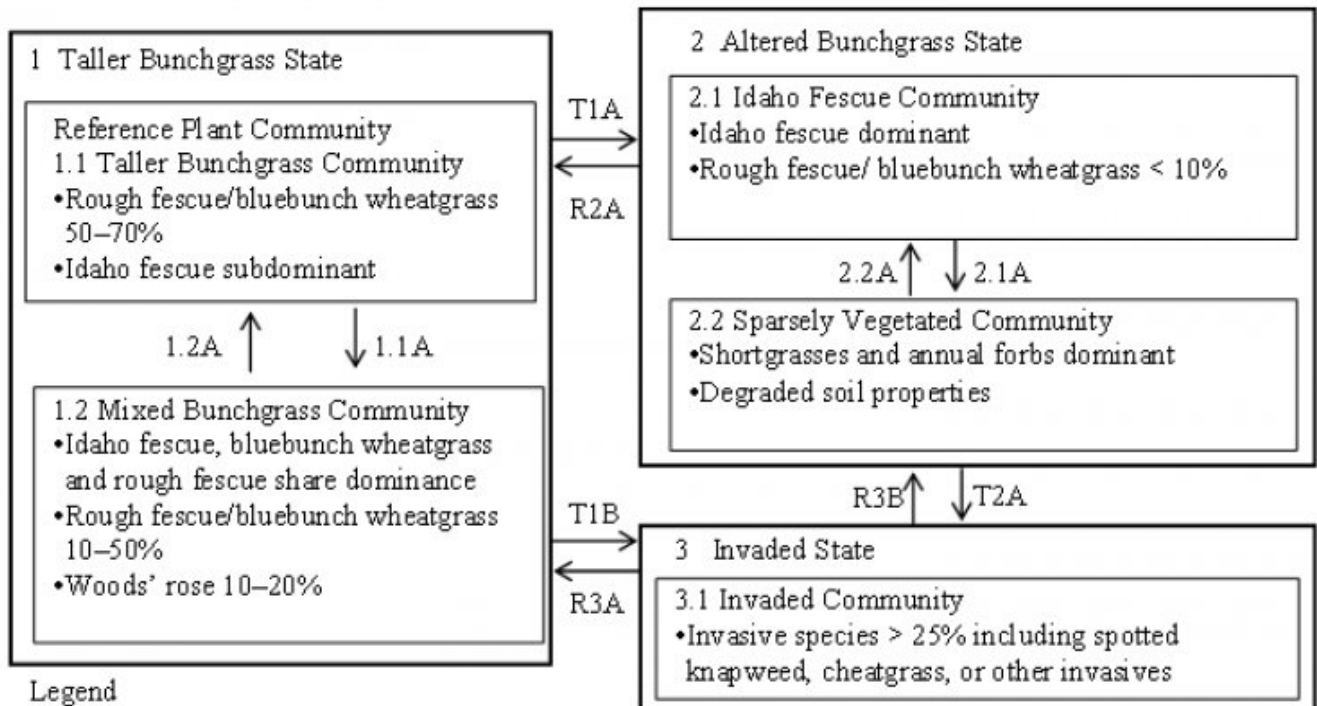 1 Taller Bunchgrass State
Reference Plant Community
1.1 Taller Bunchgrass Community
•Rough fescue/bluebunch wheatgrass
50–70%
•Idaho fescue subdominant
1.2A
1.1A
1.2 Mixed Bunchgrass Community
•Idaho fescue, bluebunch wheatgrass
and rough fescue share dominance
•Rough fescue/bluebunch wheatgrass
10–50%
•Woods’ rose 10–20%
T1A
R2A
T1B
R3A
2 Altered Bunchgrass State
2.1 Idaho Fescue Community
•Idaho fescue dominant
•Rough fescue/ bluebunch wheatgrass < 10%
2.2A
2.1A
2.2 Sparsely Vegetated Community
•Shortgrasses and annual forbs dominant
•Degraded soil properties
R3B
T2A
3 Invaded State
3.1 Invaded Community
•Invasive species > 25% including spotted
knapweed, cheatgrass, or other invasives
Legend